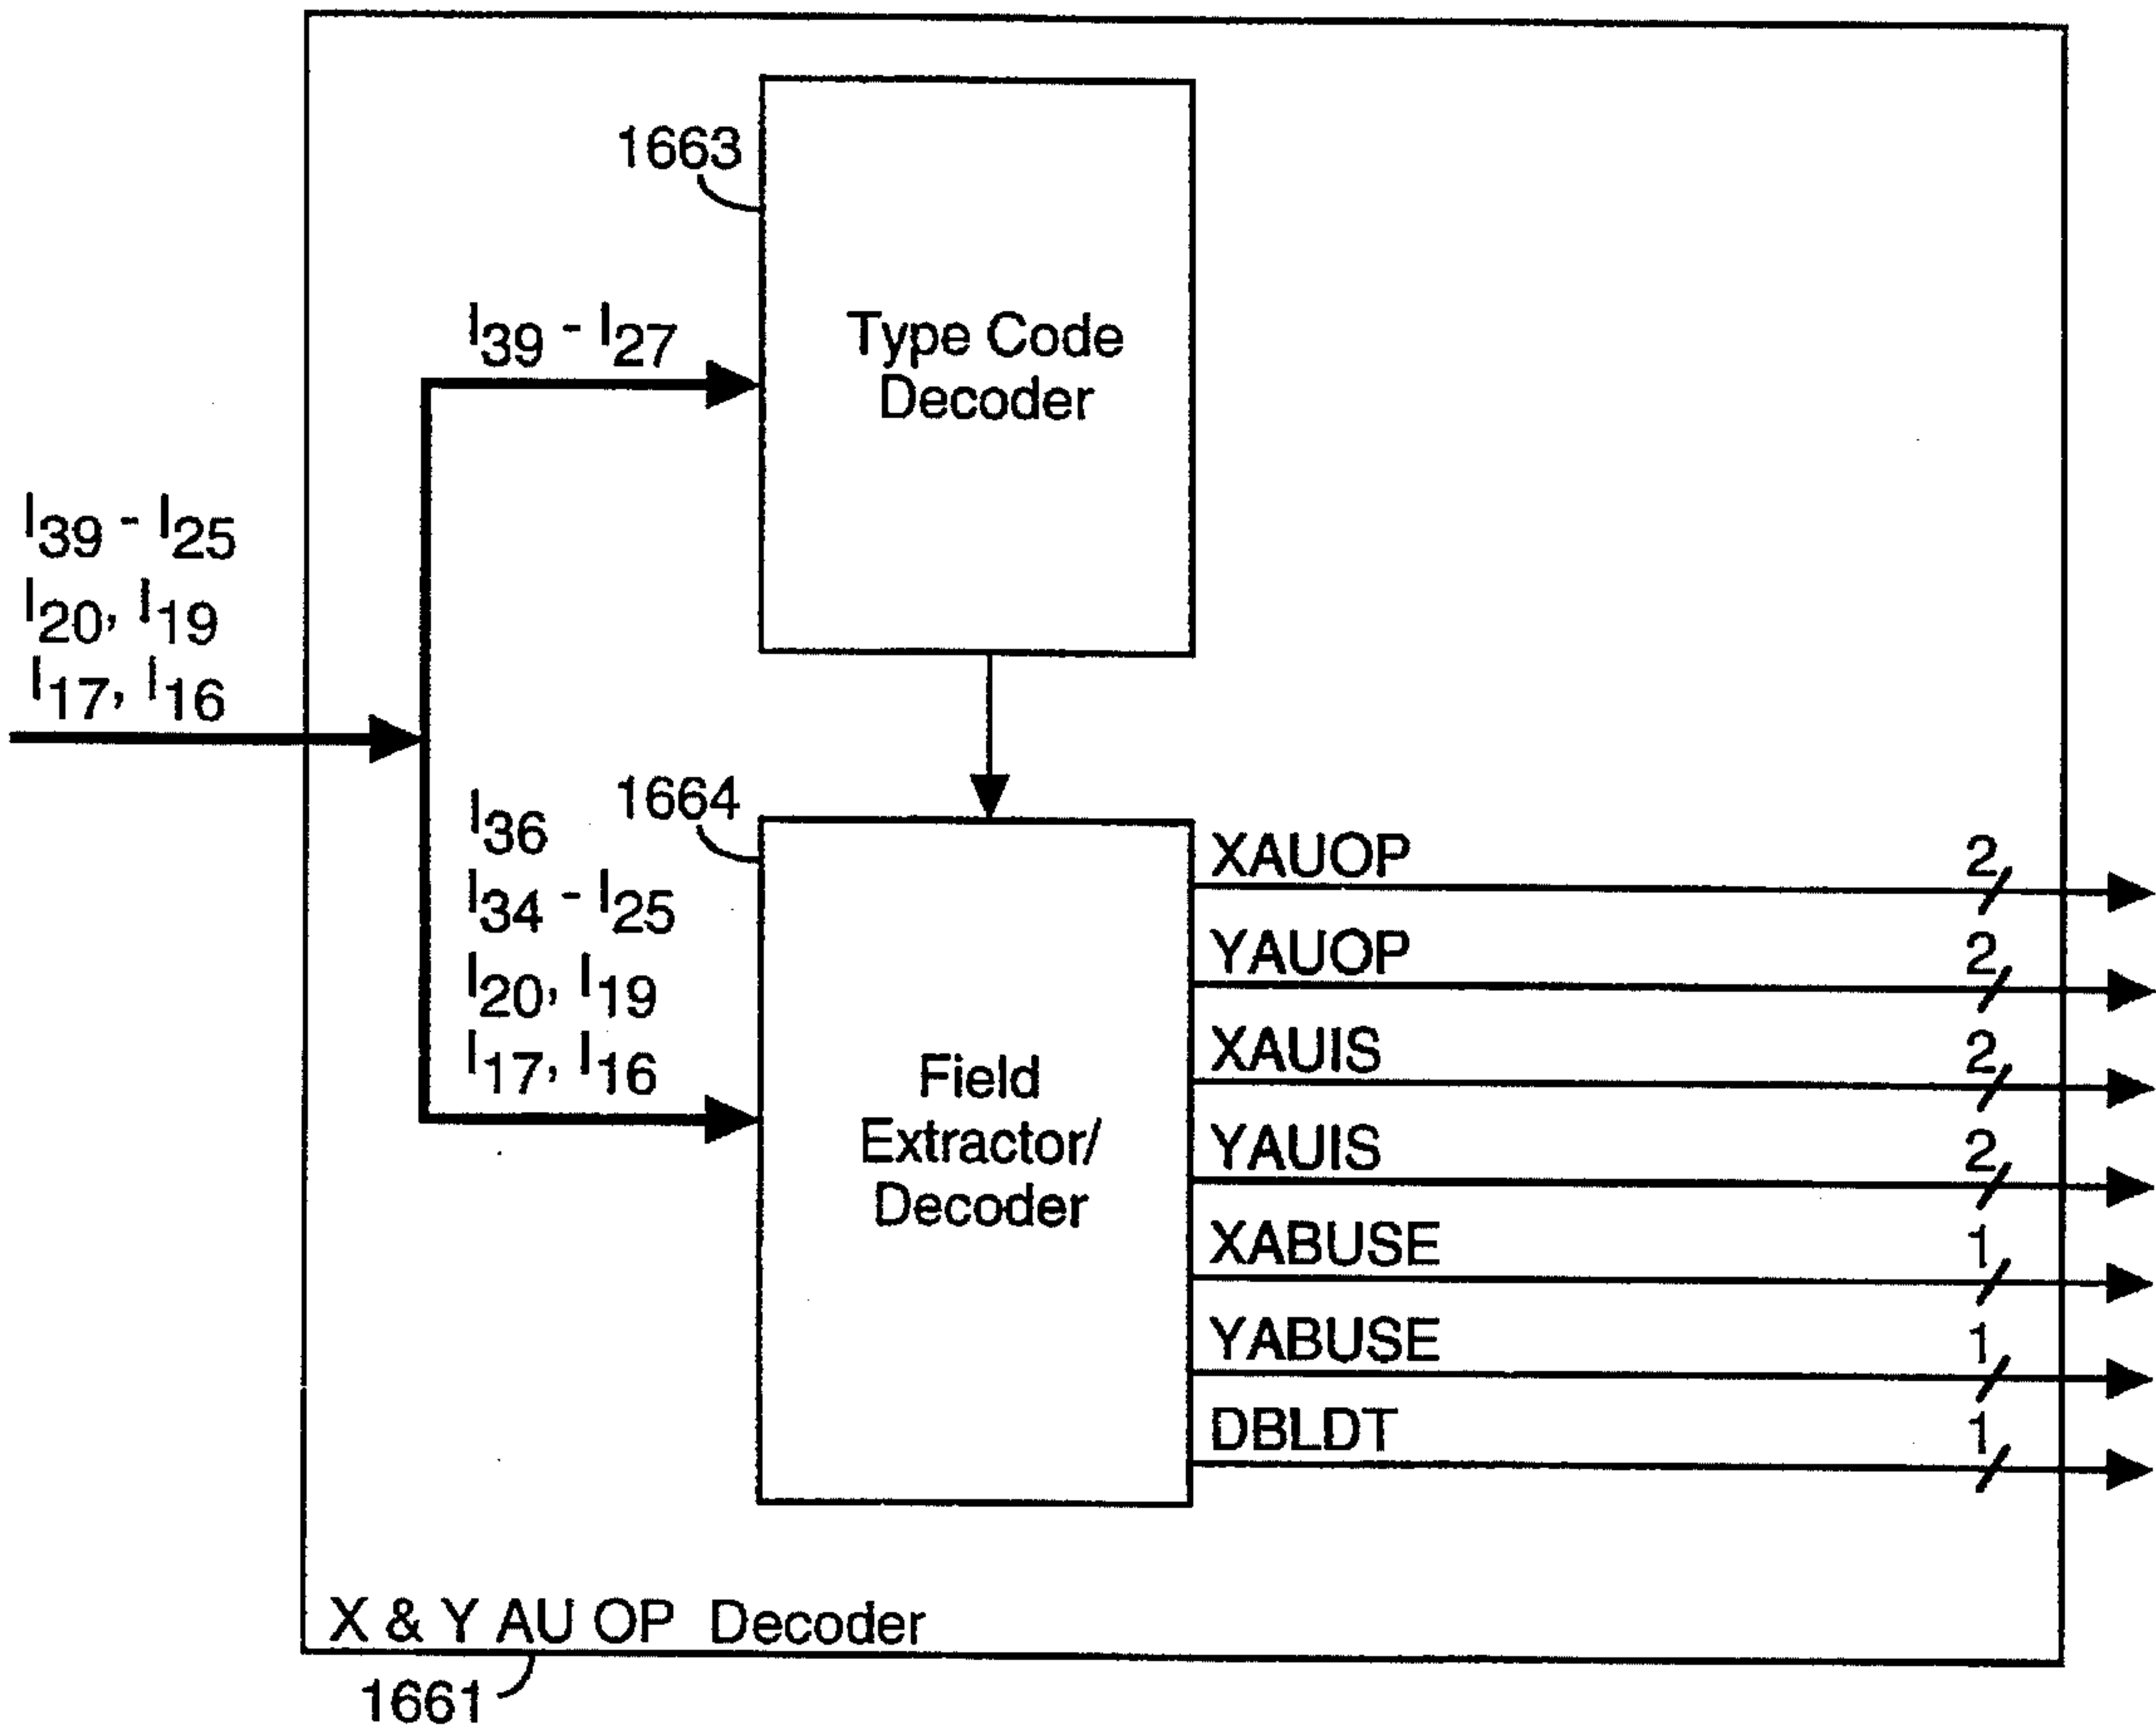 1663
I39 - I27
Type Code
Decoder
I39 - I25
I20, I19
I17, I16
1664
I36
I34 - I25
I20, I19
I17, I16
Field
Extractor/
Decoder
XAUOP 2
YAUOP 2
XAUIS 2
YAUIS 2
XABUSE 1
YABUSE 1
DBLDT 1
X & Y AU OP Decoder
1661